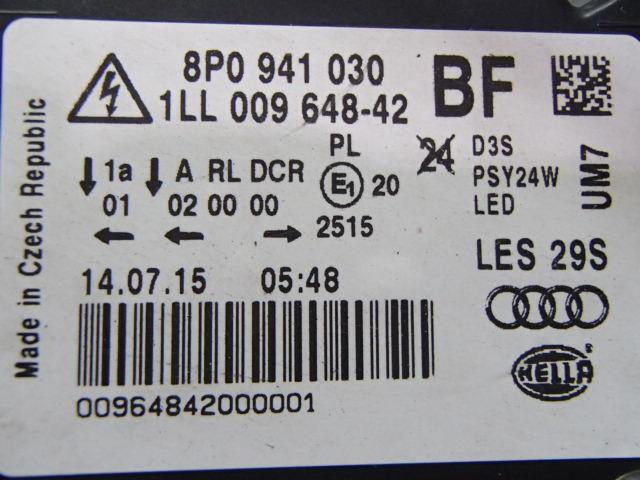 8P0 941 030 BF
1LL 009 648-42
Made in Czech Republic
1a A RL DCR
01 02 00 00
PL
E1 20
2515
24
D3S
PSY24W
LED
UM7
14.07.15 05:48
LES 29S
00964842000001
HELLA